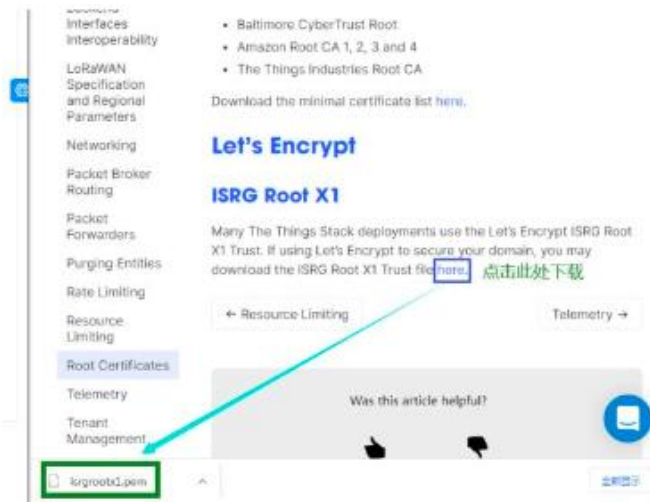 Interfaces
Interoperability
LoRaWAN
Specification
and Regional
Parameters
Networking
Packet Broker
Routing
Packet
Forwarders
Purging Entities
Rate Limiting
Resource
Limiting
Root Certificates
Telemetry
Tenant
Management
• Baltimore CyberTrust Root
• Amazon Root CA 1, 2, 3 and 4
• The Things Industries Root CA
Download the minimal certificate list here.
Let's Encrypt
ISRG Root X1
Many The Things Stack deployments use the Let's Encrypt ISRG Root
X1 Trust. If using Let's Encrypt to secure your domain, you may
download the ISRG Root X1 Trust file here. 点击此处下载
← Resource Limiting
Telemetry →
Was this article helpful?
isrgrootx1.pem
全部显示